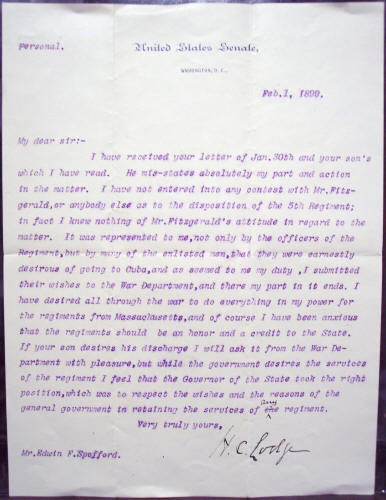 Personal.
United States Senate,
WASHINGTON, D.C.,
Feb.1, 1899.
My dear sir:-
I have received your letter of Jan.30th and your son's
which I have read. He mis-states absolutely my part and action
in the matter. I have not entered into any contest with Mr.Fitz-
gerald,or anybody else as to the disposition of the 5th Regiment;
in fact I knew nothing of Mr.Fitzgerald's attitude in regard to the
matter. It was represented to me,not only by the officers of the
Regiment,but by many of the enlisted men,that they were earnestly
desirous of going to Cuba,and as seemed to me my duty ,I submitted
their wishes to the War Department,and there my part in it ends. I
have desired all through the war to do everything in my power for
the regiments from Massachusetts,and of course I have been anxious
that the regiments should be an honor and a credit to the State.
If your son desires his discharge I will ask it from the War De-
partment with pleasure,but while the government desires the services
of the regiment I feel that the Governor of the State took the right
position,which was to respect the wishes and the reasons of the
any
general government in retaining the services of the regiment.
Very truly yours,
H. C. Lodge
Mr.Edwin F.Spofford.